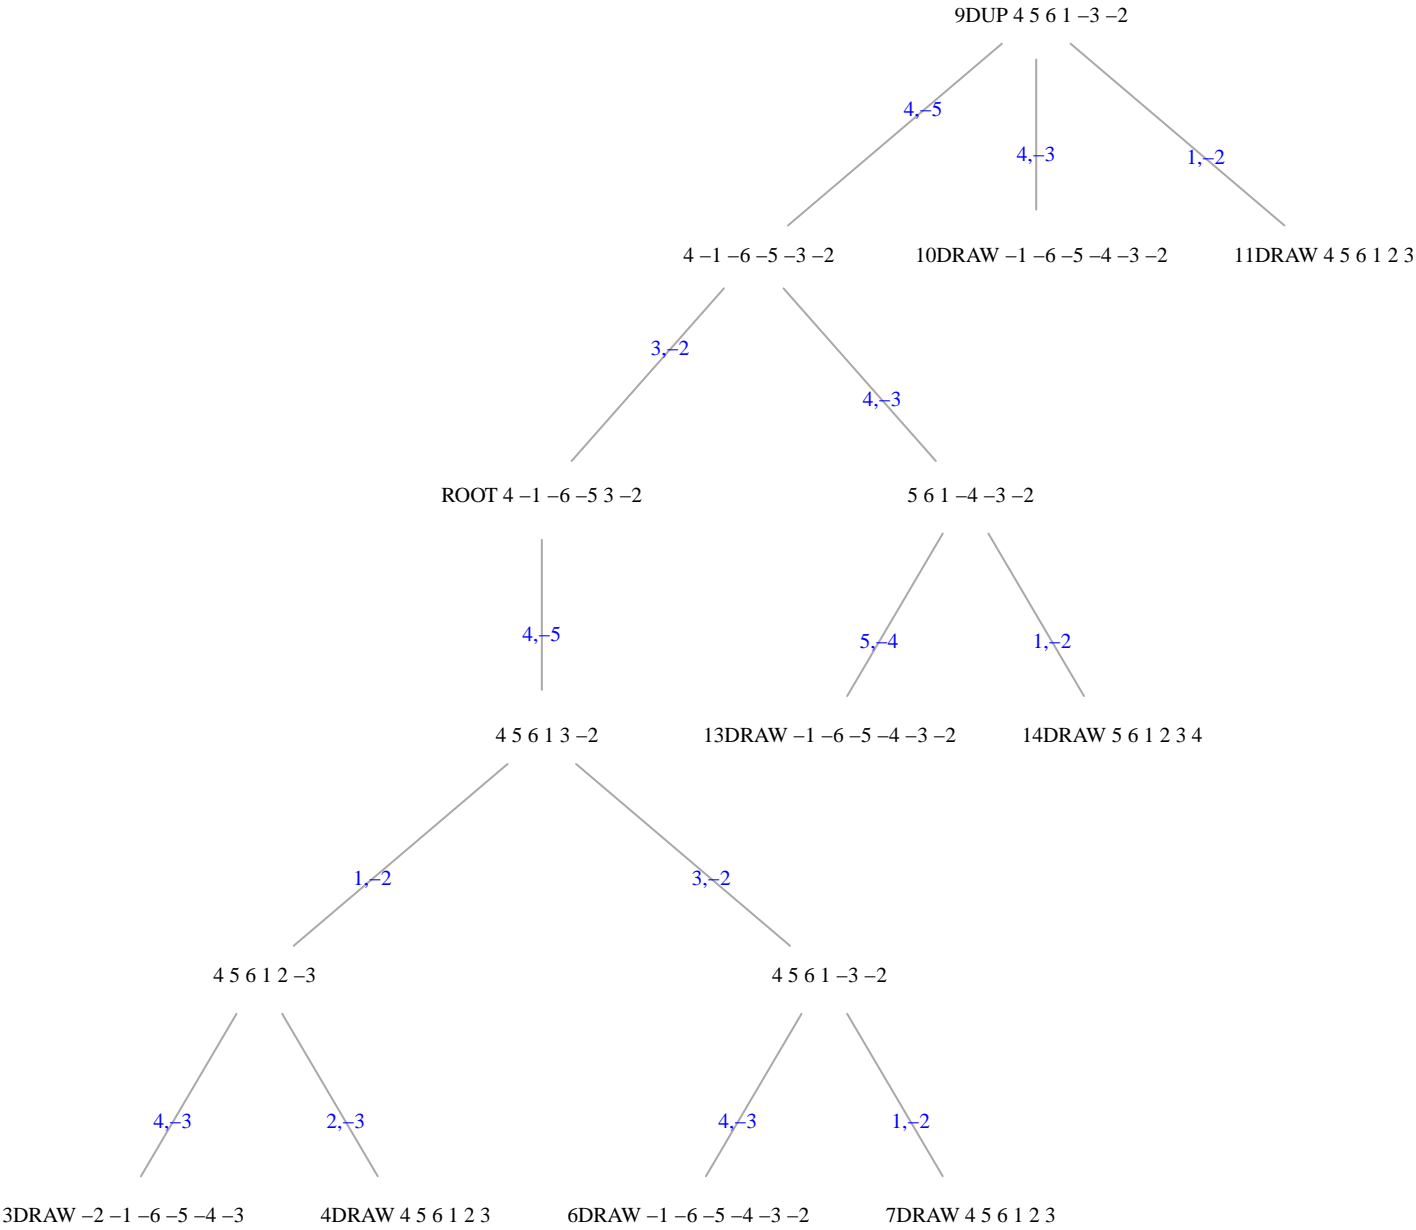 9DUP 4 5 6 1 –3 –2
4,–5
4,–3
1,–2
4 –1 –6 –5 –3 –2
10DRAW –1 –6 –5 –4 –3 –2
11DRAW 4 5 6 1 2 3
3,–2
4,–3
ROOT 4 –1 –6 –5 3 –2
5 6 1 –4 –3 –2
4,–5
5,–4
1,–2
4 5 6 1 3 –2
13DRAW –1 –6 –5 –4 –3 –2
14DRAW 5 6 1 2 3 4
1,–2
3,–2
4 5 6 1 2 –3
4 5 6 1 –3 –2
4,–3
2,–3
4,–3
1,–2
3DRAW –2 –1 –6 –5 –4 –3
4DRAW 4 5 6 1 2 3
6DRAW –1 –6 –5 –4 –3 –2
7DRAW 4 5 6 1 2 3